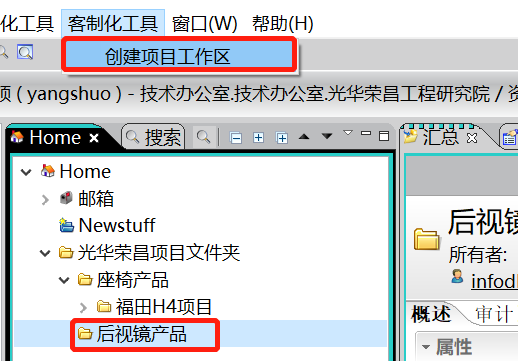 化工具 客制化工具 窗口(W) 帮助(H)
创建项目工作区
(yangshuo) - 技术办公室.技术办公室.光华荣昌工程研究院 /
Home 搜索 汇总
Home
邮箱
Newstuff
光华荣昌项目文件夹
座椅产品
福田H4项目
后视镜产品
后视镜
所有者:
infod
概述 审计
属性